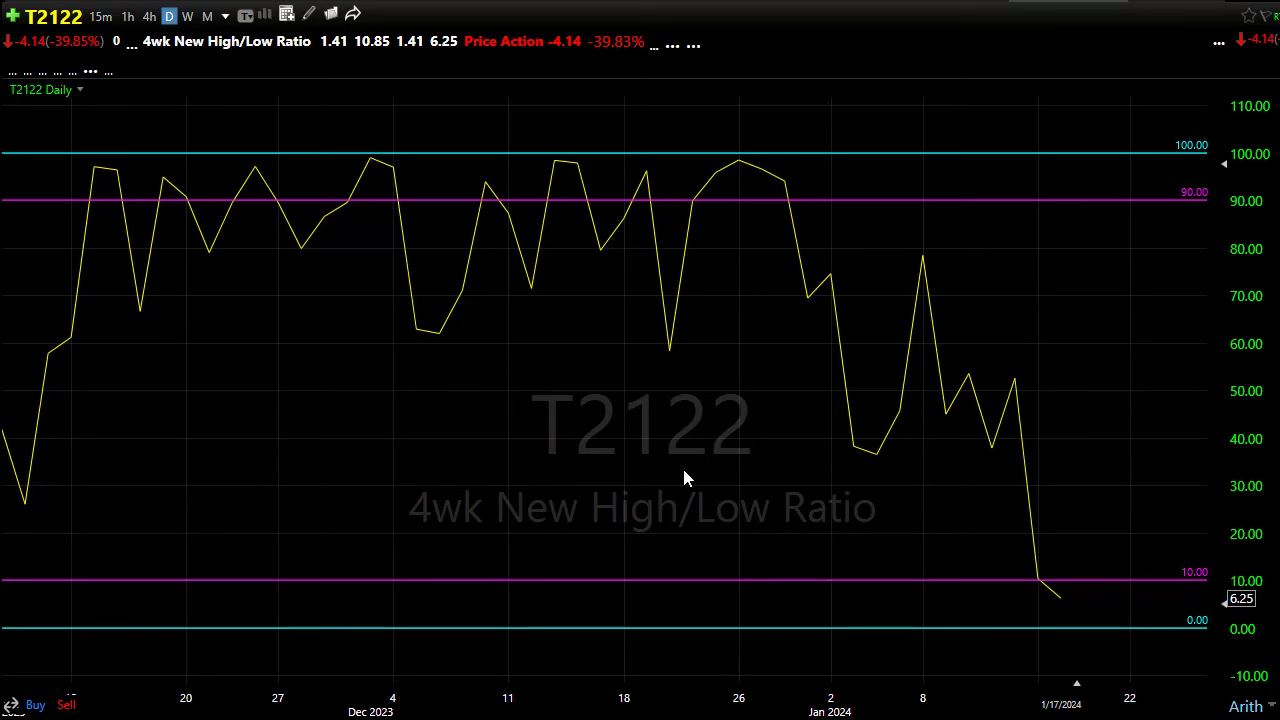 T2122 15m 1h 4h D W M
-4.14(-39.85%) 0 ... 4wk New High/Low Ratio 1.41 10.85 1.41 6.25 Price Action -4.14 -39.83% ... ... ... ... -4.14(
... ... ... ... ... ... ...
T2122 Daily
110.00
100.00 100.00
90.00 90.00
80.00
70.00
60.00
50.00
T2122
40.00
30.00
4wk New High/Low Ratio
20.00
10.00 10.00
6.25
0.00 0.00
-10.00
20 27 4 11 18 26 2 8 1/17/2024 22
Buy Sell Dec 2023 Jan 2024 Arith